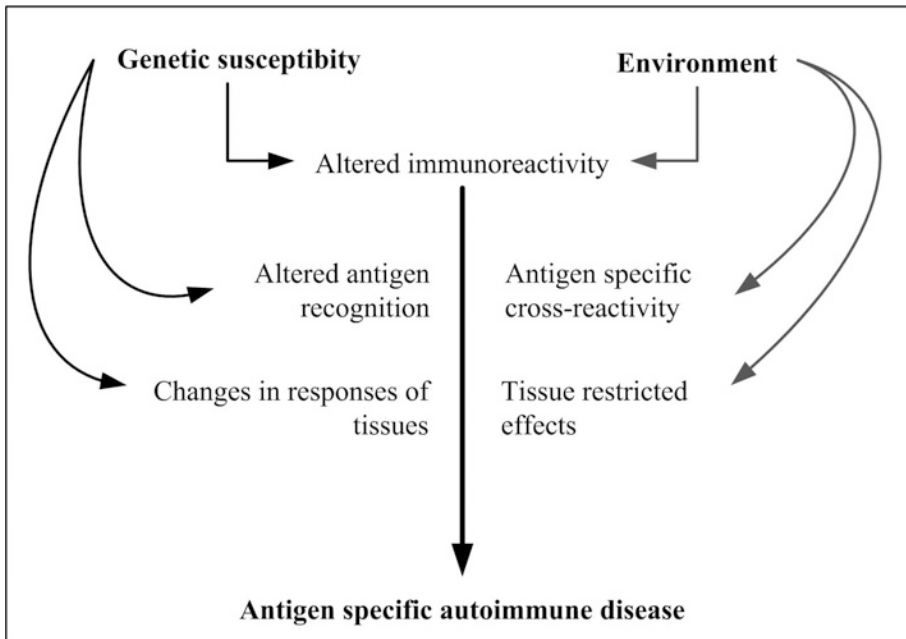 Genetic susceptibity
Environment
Altered immunoreactivity
Altered antigen
recognition
Antigen specific
cross-reactivity
Changes in responses of
tissues
Tissue restricted
effects
Antigen specific autoimmune disease